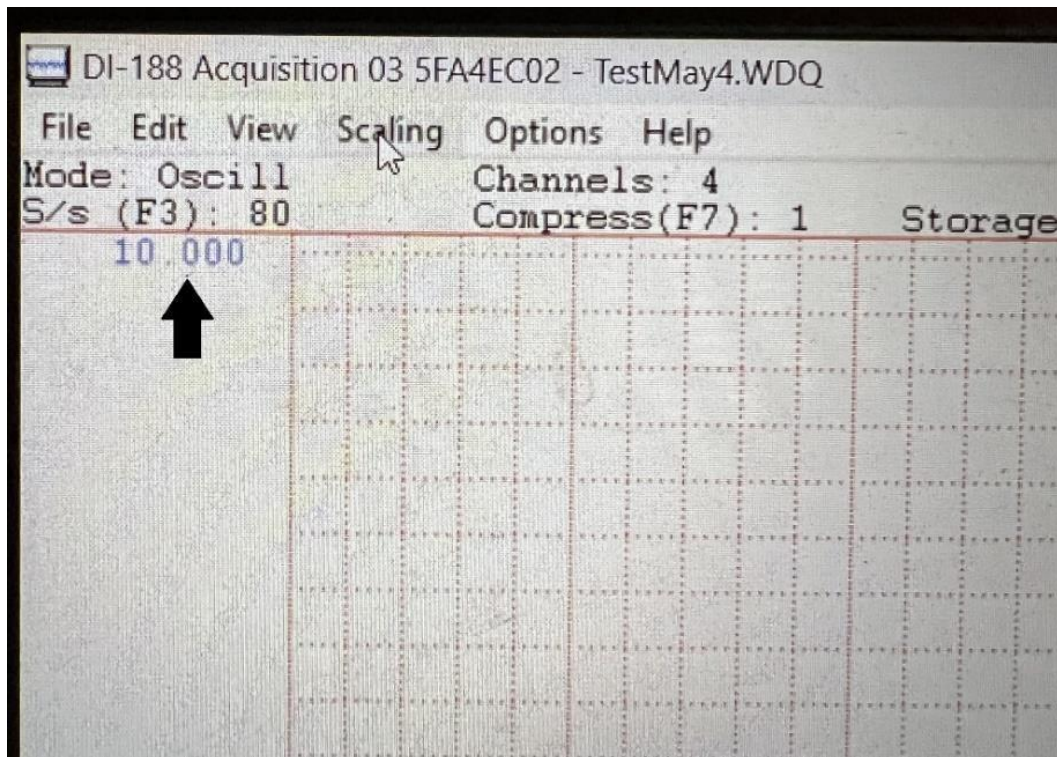 DI-188 Acquisition 03 5FA4EC02 - TestMay4.WDQ
File Edit View Scaling Options Help
Mode: Oscill Channels: 4
S/s (F3): 80 Compress(F7): 1 Storage
10.000